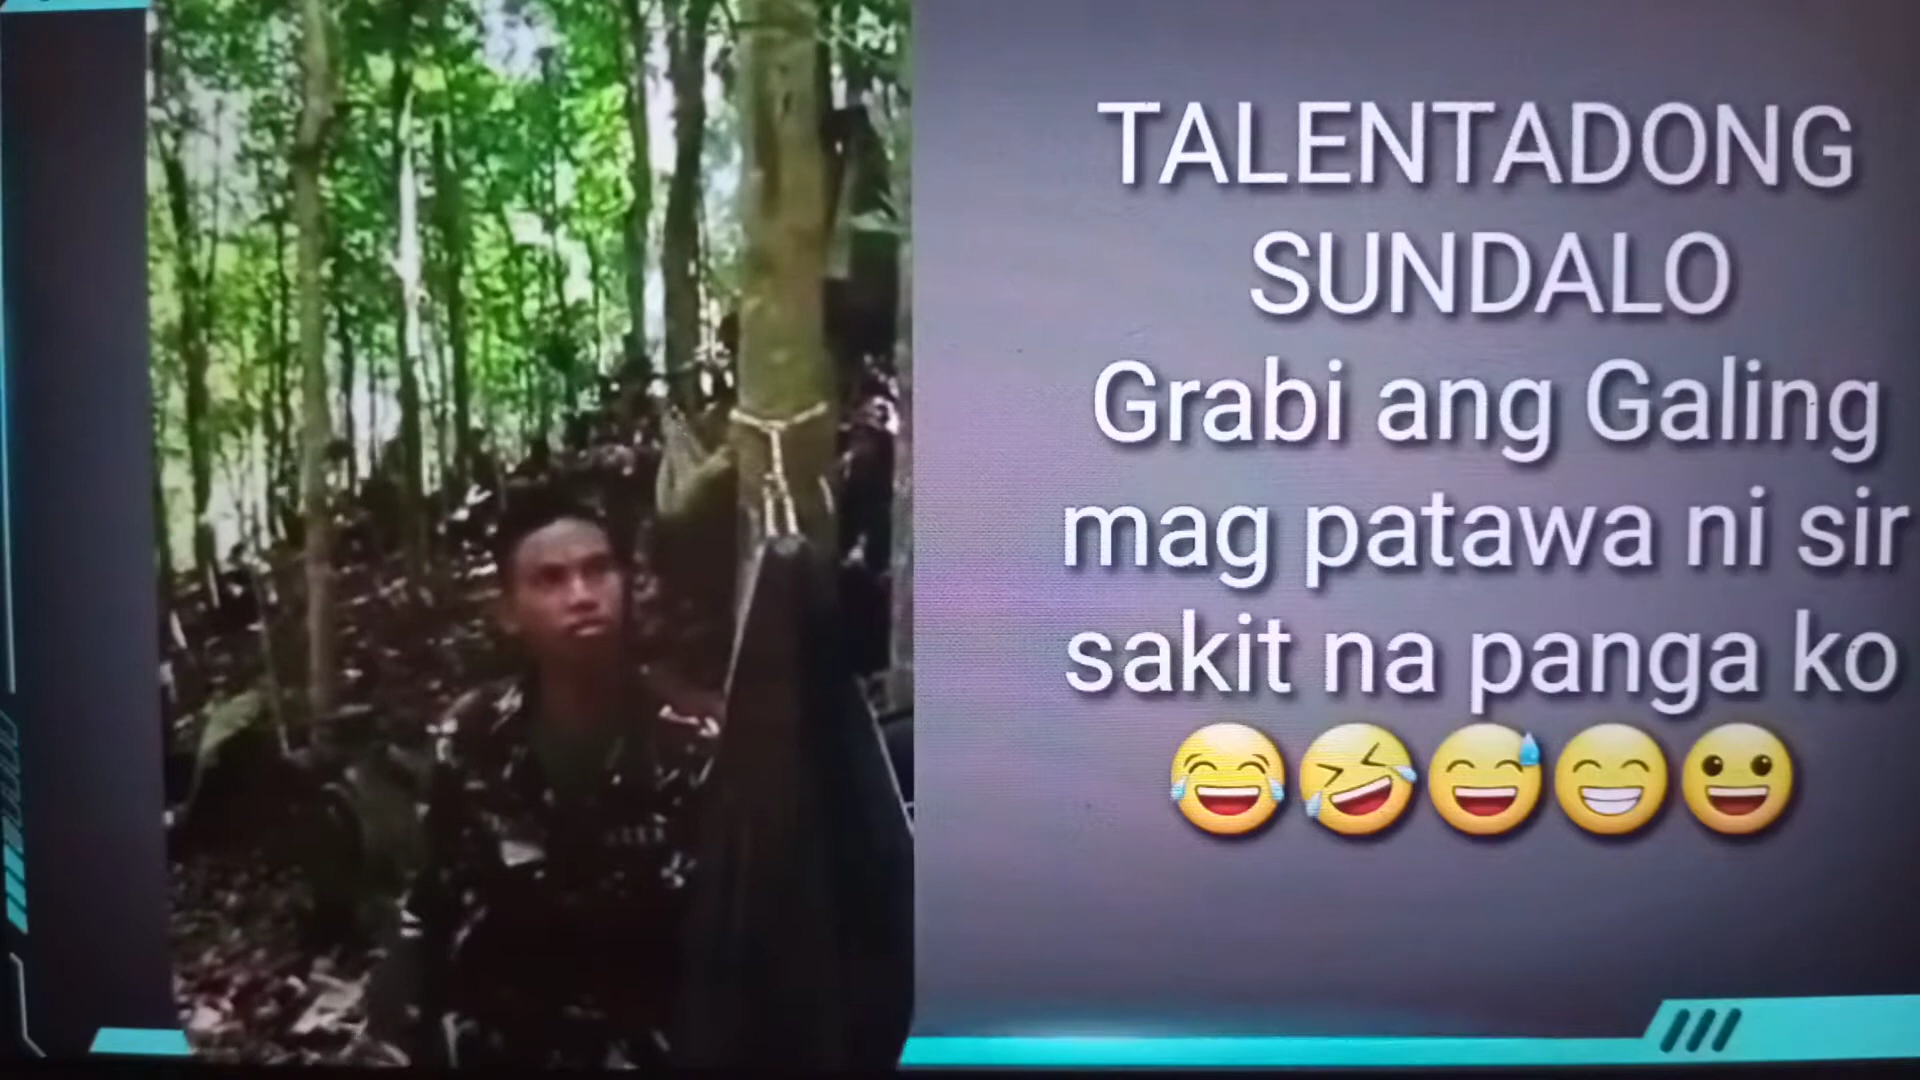 TALENTADONG
SUNDALO
Grabi ang Galing
mag patawa ni sir
sakit na panga ko
😂🤣😅😁😀